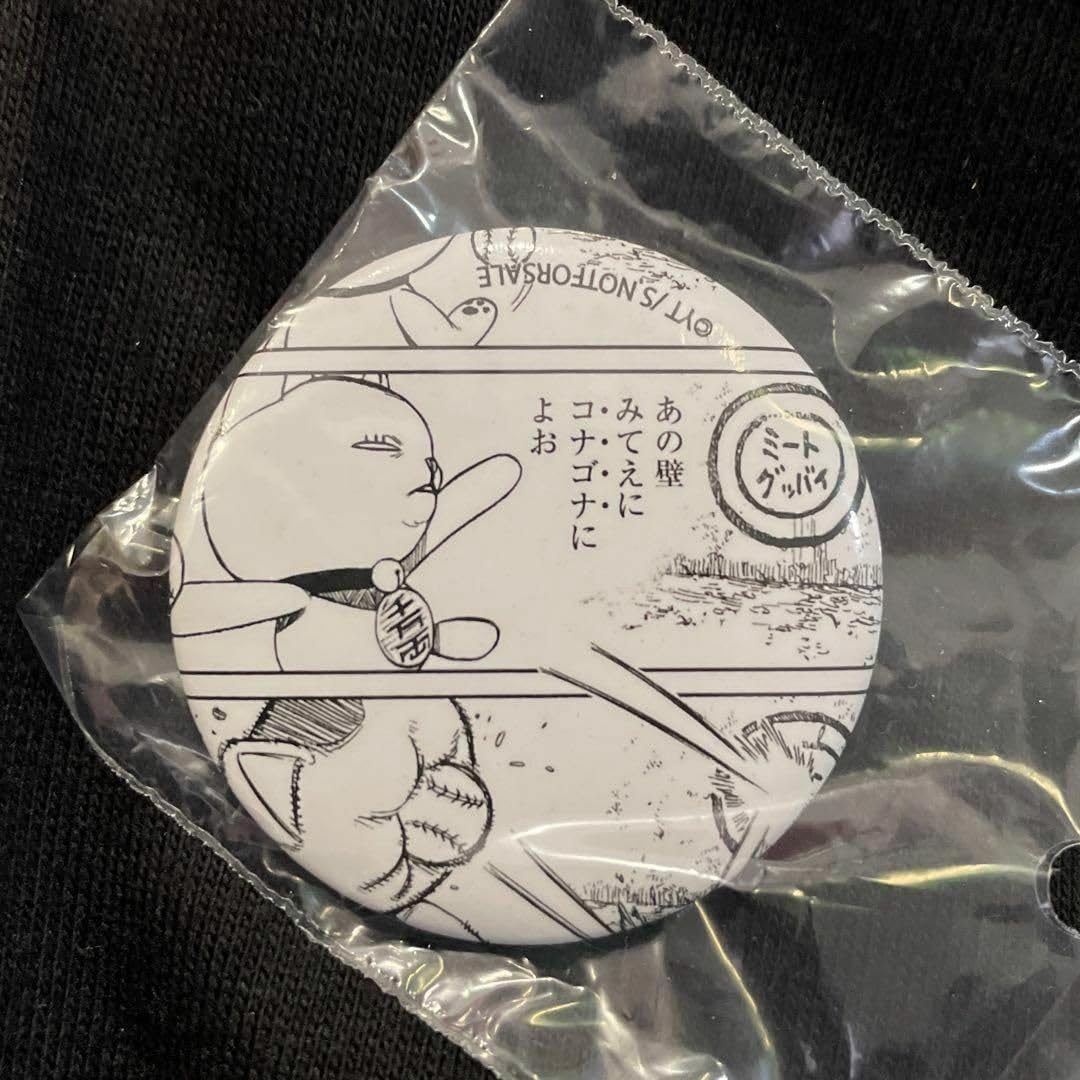 ©YT /S, NOTFORSALE
あの壁
みてえに
コナゴナに
よお
ミート
グッバイ